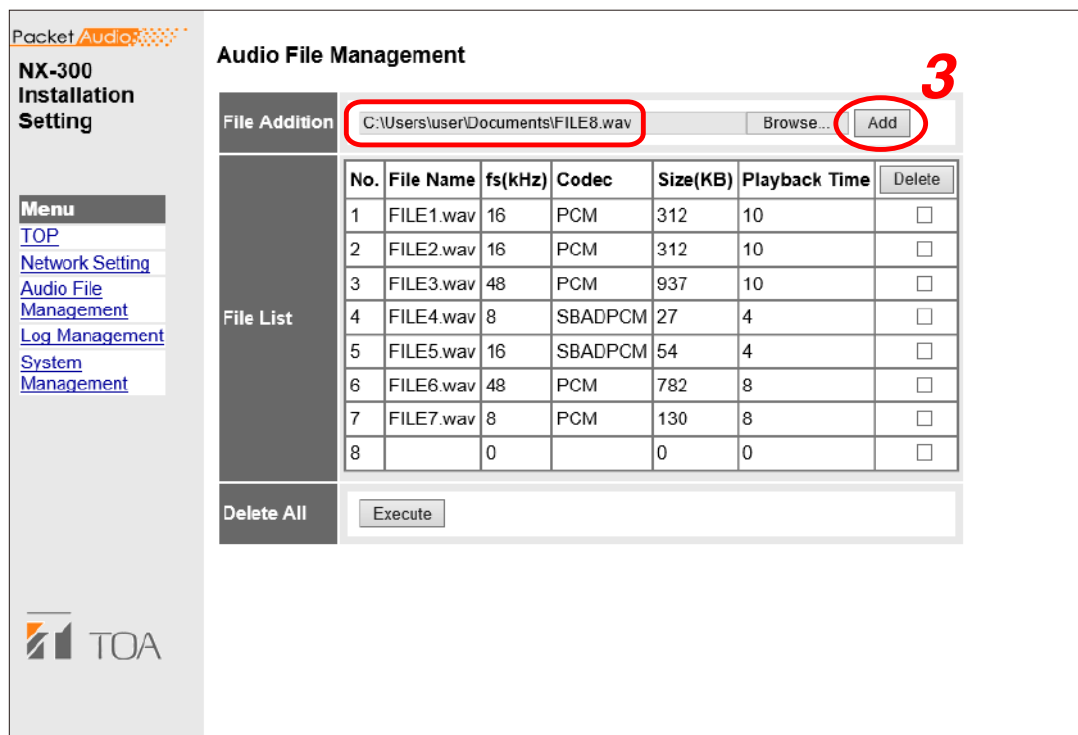 Packet Audio
NX-300
Installation
Setting
Menu
TOP
Network Setting
Audio File
Management
Log Management
System
Management
TOA
Audio File Management
3
File Addition C:\Users\user\Documents\FILE8.wav Browse... Add
File List
No. File Name fs(kHz) Codec Size(KB) Playback Time Delete
1 FILE1.wav 16 PCM 312 10
2 FILE2.wav 16 PCM 312 10
3 FILE3.wav 48 PCM 937 10
4 FILE4.wav 8 SBADPCM 27 4
5 FILE5.wav 16 SBADPCM 54 4
6 FILE6.wav 48 PCM 782 8
7 FILE7.wav 8 PCM 130 8
8 0 0 0
Delete All Execute